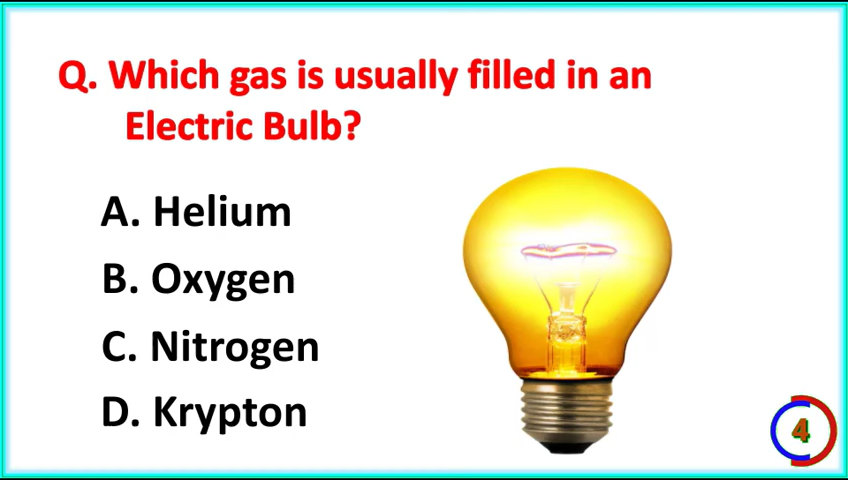 Q. Which gas is usually filled in an
Electric Bulb?
A. Helium
B. Oxygen
C. Nitrogen
D. Krypton
4